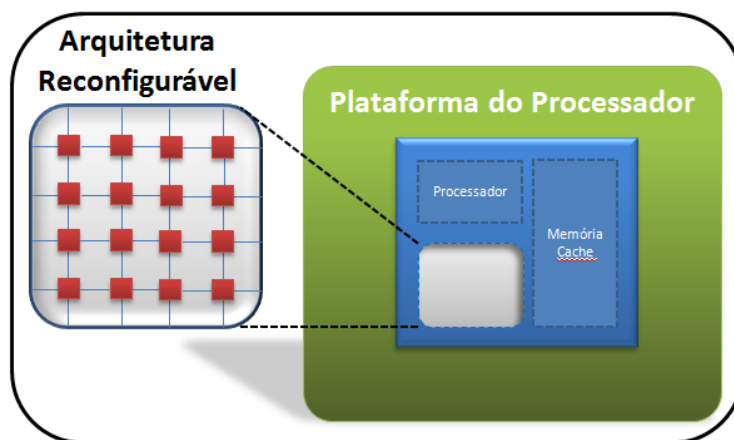 Arquitetura
Reconfigurável
Plataforma do Processador
Processador
Memória
Cache